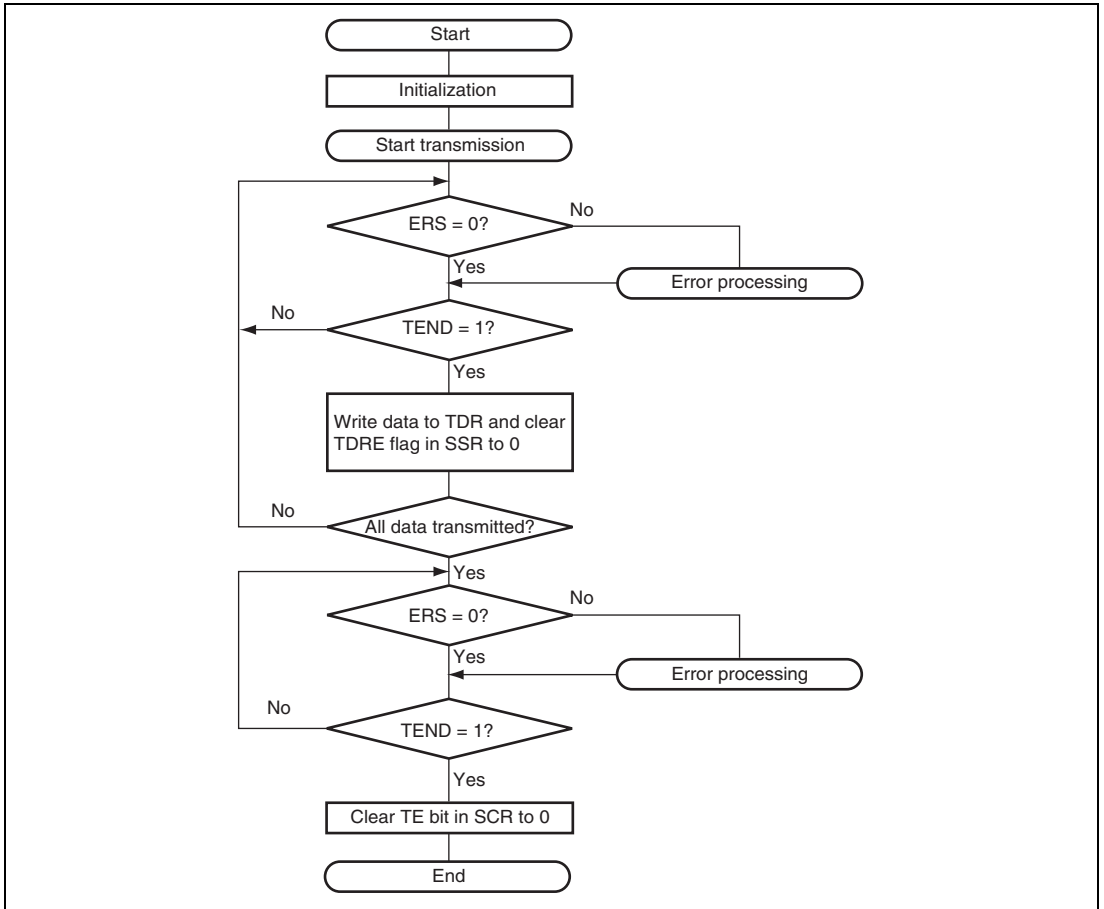 Start
Initialization
Start transmission
ERS = 0?
No
Yes
Error processing
No
TEND = 1?
Yes
Write data to TDR and clear
TDRE flag in SSR to 0
No
All data transmitted?
Yes
ERS = 0?
No
Yes
Error processing
No
TEND = 1?
Yes
Clear TE bit in SCR to 0
End